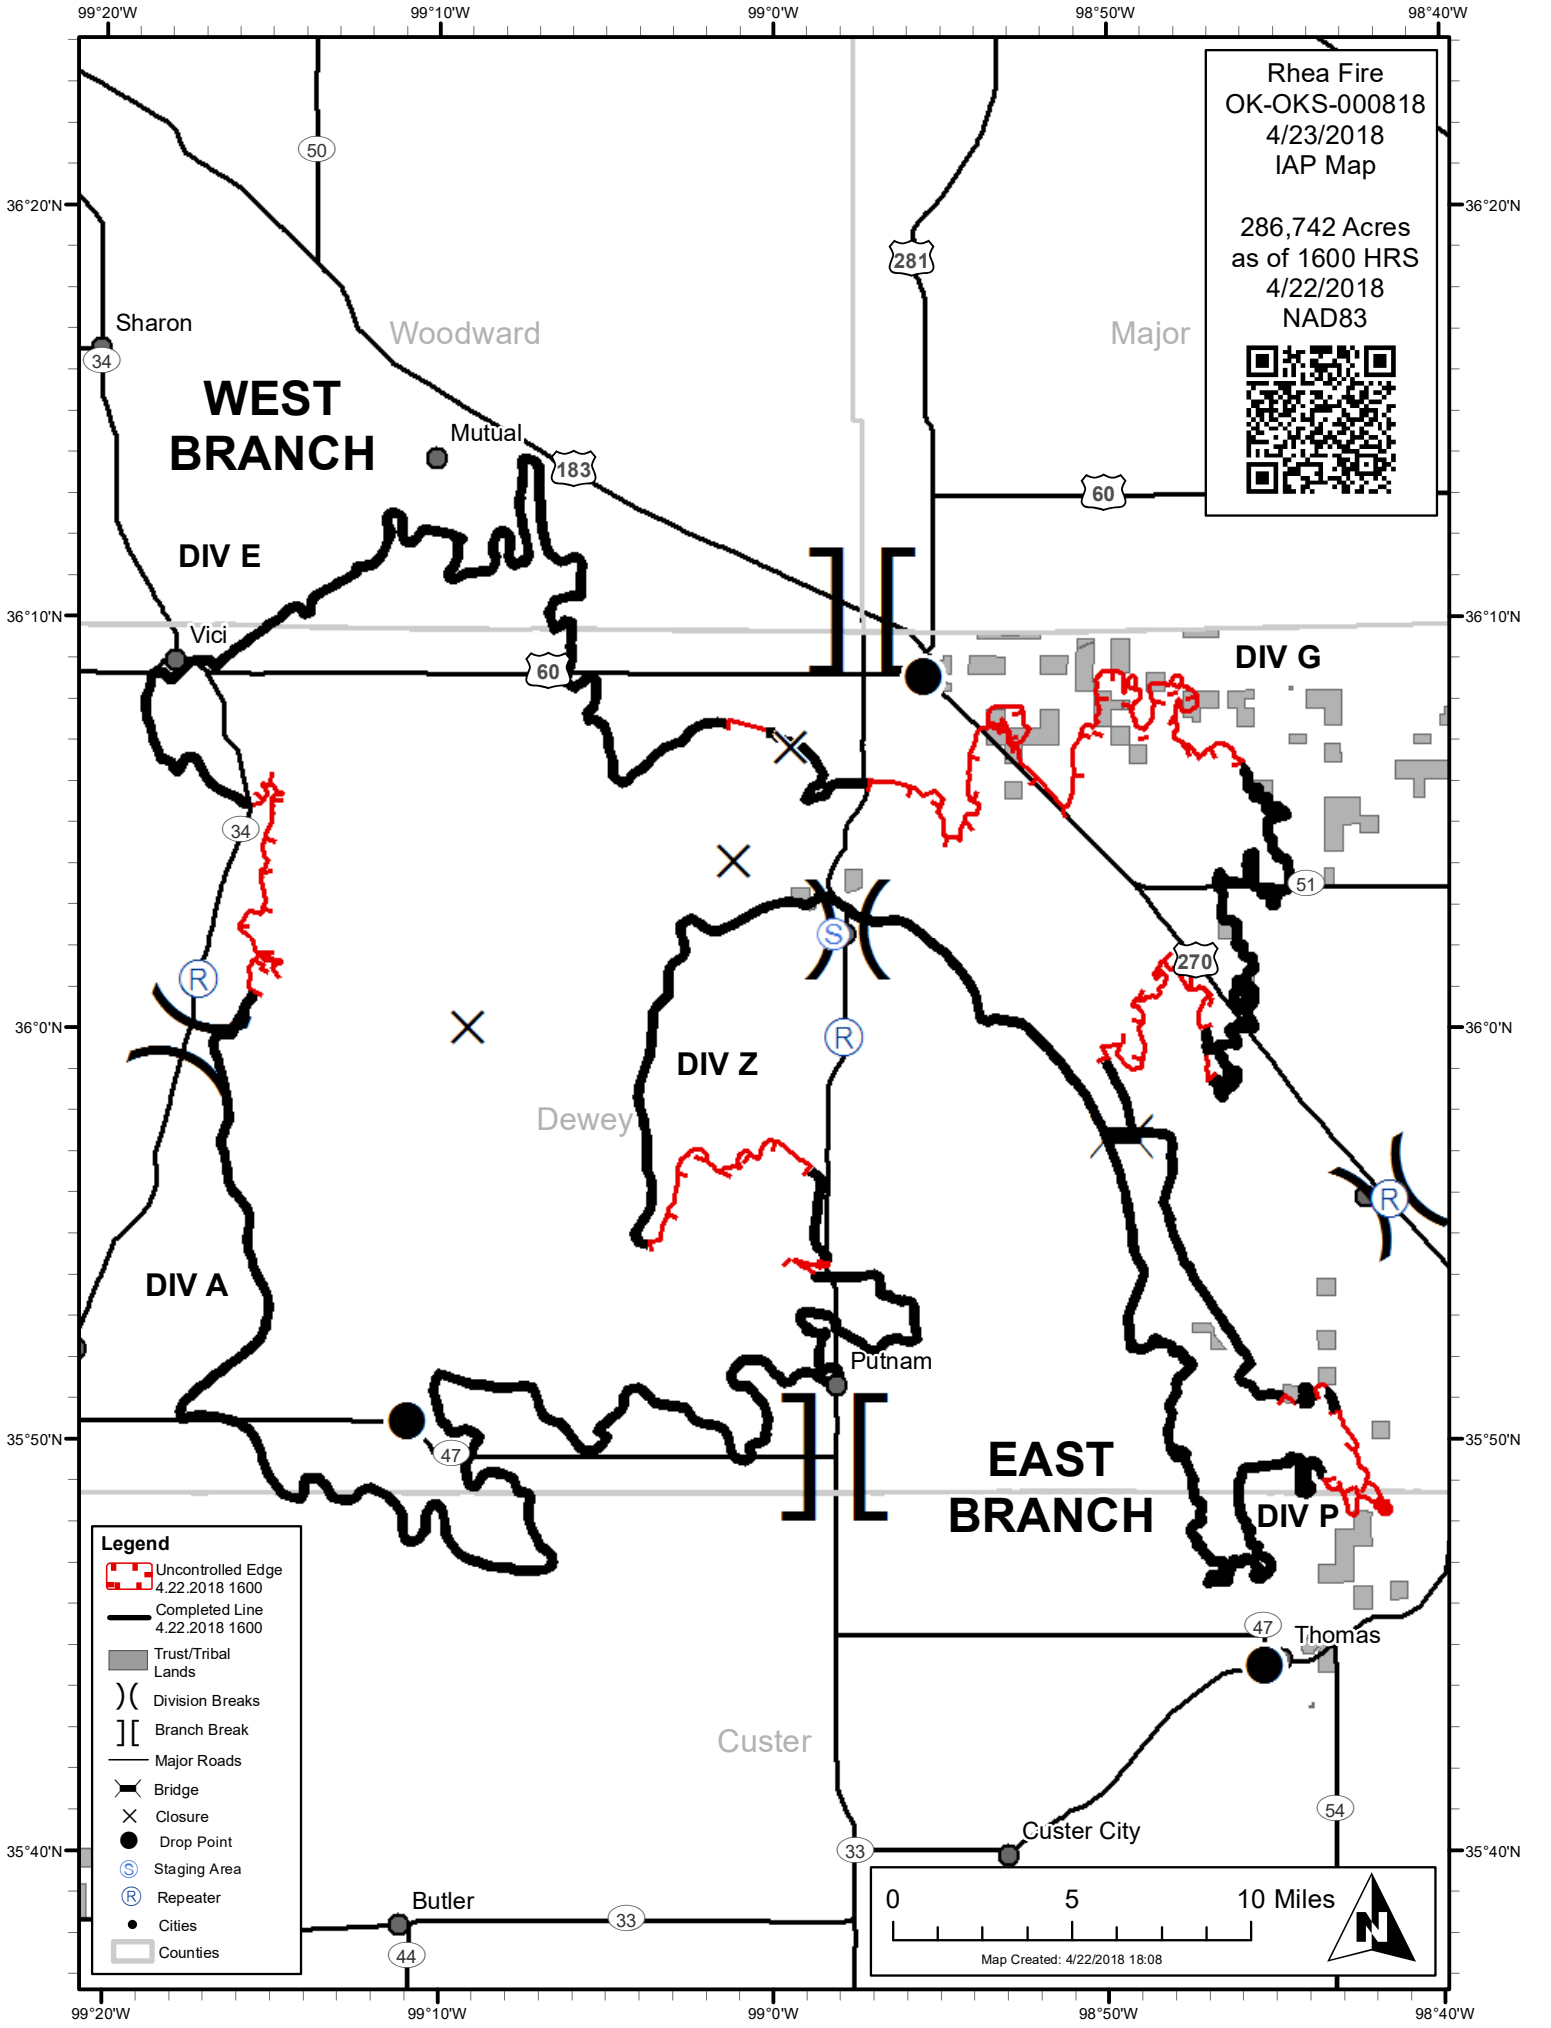 99°20'W
99°10'W
99°0'W
98°50'W
98°40'W
Rhea Fire
OK-OKS-000818
4/23/2018
IAP Map
286,742 Acres
as of 1600 HRS
4/22/2018
NAD83
50
36°20'N
36°20'N
281
Sharon
34
Woodward
Major
WEST
BRANCH
Mutual
183
60
DIV E
36°10'N
36°10'N
Vici
DIV G
60
34
51
S
R
270
36°0'N
36°0'N
R
DIV Z
Dewey
R
DIV A
Putnam
35°50'N
35°50'N
47
EAST
BRANCH
DIV P
Legend
Uncontrolled Edge
4.22.2018 1600
Completed Line
4.22.2018 1600
Trust/Tribal
Lands
Division Breaks
Branch Break
Major Roads
Bridge
Closure
Drop Point
S
Staging Area
R
Repeater
Cities
Counties
47
Thomas
Custer
54
Custer City
33
35°40'N
35°40'N
Butler
33
44
0
5
10 Miles
N
Map Created: 4/22/2018 18:08
99°20'W
99°10'W
99°0'W
98°50'W
98°40'W